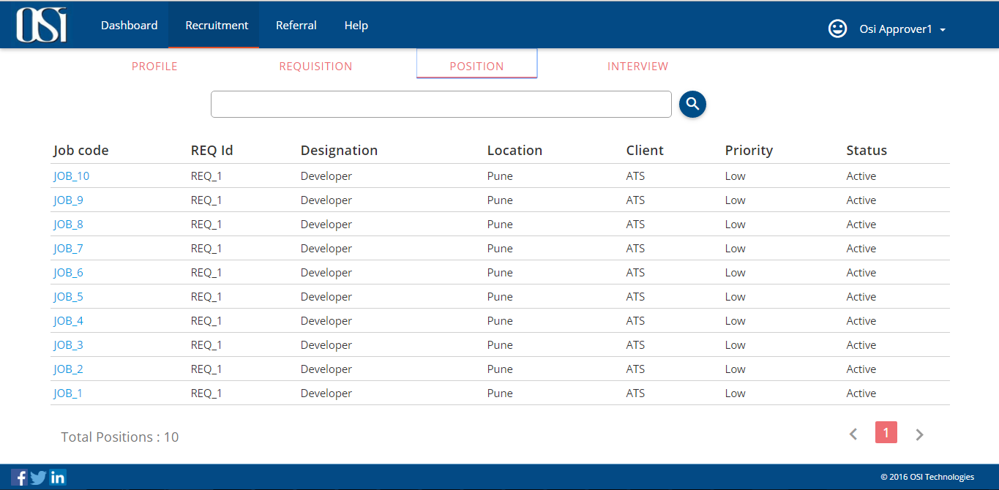 OSi Dashboard Recruitment Referral Help Osi Approver1
PROFILE REQUISITION POSITION INTERVIEW
Job code REQ Id Designation Location Client Priority Status
JOB_10 REQ_1 Developer Pune ATS Low Active
JOB_9 REQ_1 Developer Pune ATS Low Active
JOB_8 REQ_1 Developer Pune ATS Low Active
JOB_7 REQ_1 Developer Pune ATS Low Active
JOB_6 REQ_1 Developer Pune ATS Low Active
JOB_5 REQ_1 Developer Pune ATS Low Active
JOB_4 REQ_1 Developer Pune ATS Low Active
JOB_3 REQ_1 Developer Pune ATS Low Active
JOB_2 REQ_1 Developer Pune ATS Low Active
JOB_1 REQ_1 Developer Pune ATS Low Active
Total Positions : 10 1
f in © 2016 OSI Technologies